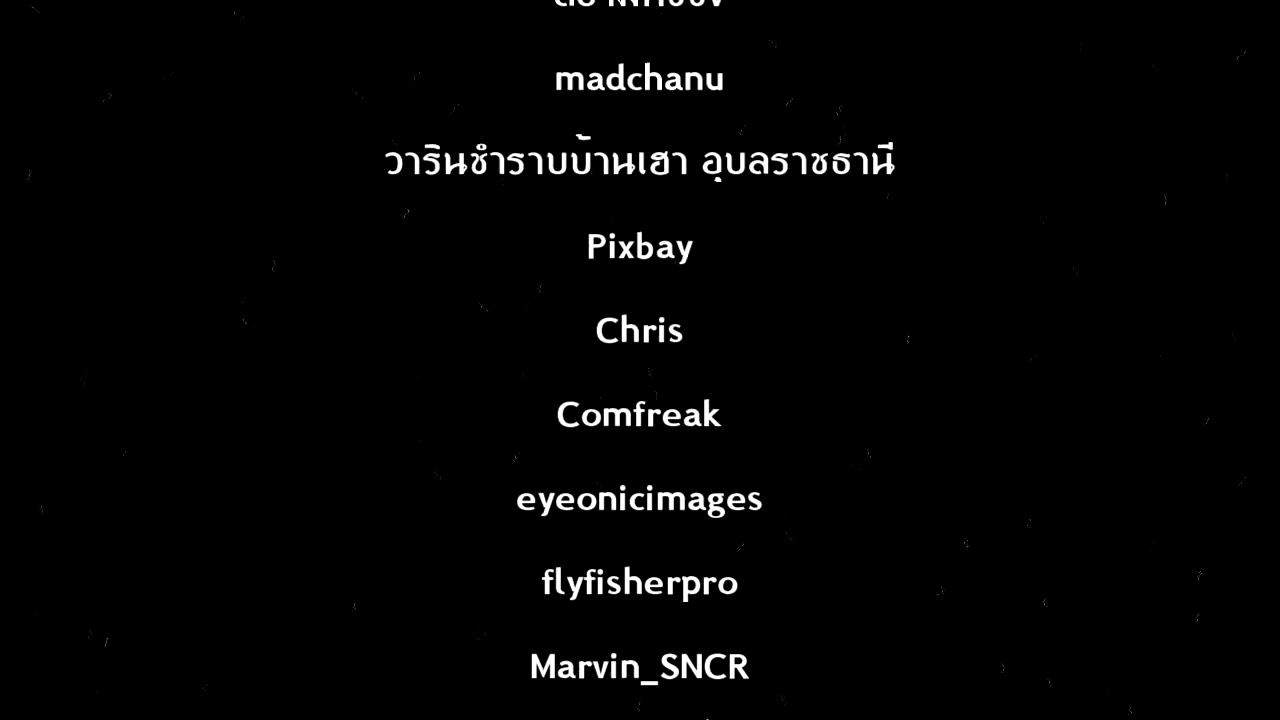 madchanu
วารินชำราบบ้านเฮา อุบลราชธานี
Pixbay
Chris
Comfreak
eyeonicimages
flyfisherpro
Marvin_SNCR